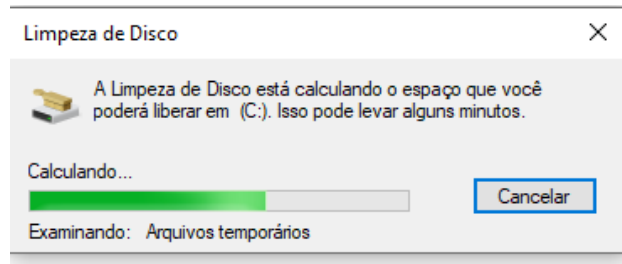 Limpeza de Disco
A Limpeza de Disco está calculando o espaço que você
poderá liberar em  (C:). Isso pode levar alguns minutos.
Calculando...
Cancelar
Examinando:   Arquivos temporários